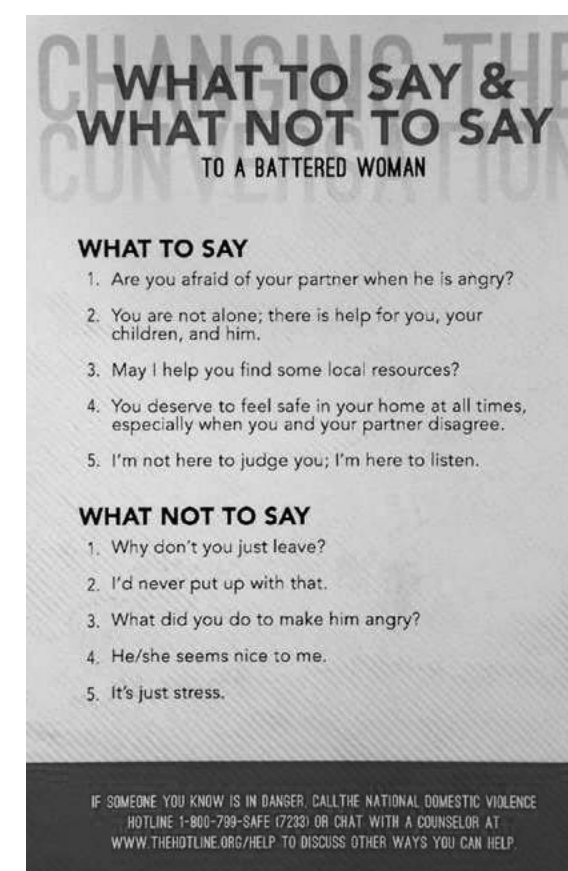 CHANGING THE
CONVERSATION
WHAT TO SAY &
WHAT NOT TO SAY
TO A BATTERED WOMAN
WHAT TO SAY
1. Are you afraid of your partner when he is angry?
2. You are not alone; there is help for you, your
children, and him.
3. May I help you find some local resources?
4. You deserve to feel safe in your home at all times,
especially when you and your partner disagree.
5. I'm not here to judge you; I'm here to listen.
WHAT NOT TO SAY
1. Why don't you just leave?
2. I'd never put up with that.
3. What did you do to make him angry?
4. He/she seems nice to me.
5. It's just stress.
IF SOMEONE YOU KNOW IS IN DANGER, CALLTHE NATIONAL DOMESTIC VIOLENCE
HOTLINE 1-800-799-SAFE (7233) OR CHAT WITH A COUNSELOR AT
WWW.THEHOTLINE.ORG/HELP TO DISCUSS OTHER WAYS YOU CAN HELP.